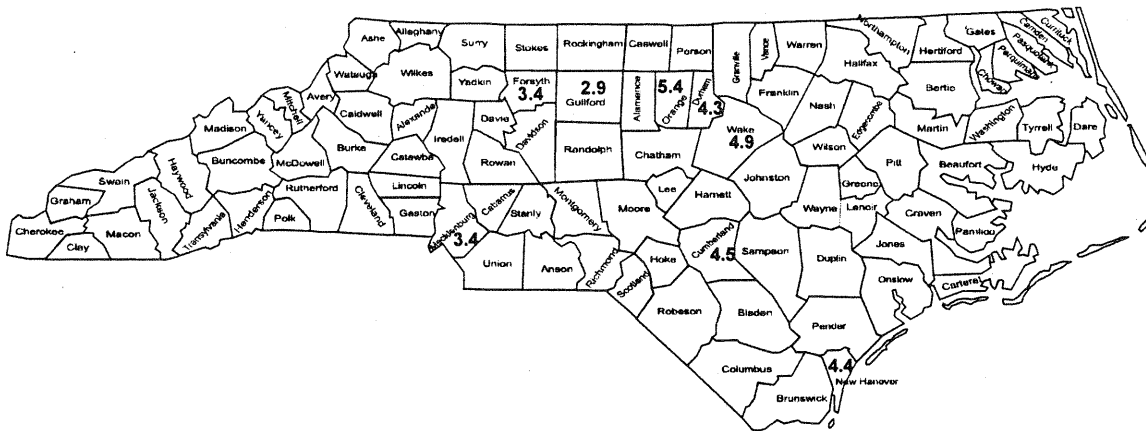 Ashe
Alleghany
Surry
Stokes
Rockingham
Caswell
Person
Granville
Vance
Warren
Northampton
Hertford
Gates
Camden
Currituck
Pasquotank
Perquimans
Chowan
Halifax
Bertie
Watauga
Wilkes
Yadkin
Forsyth
3.4
2.9
Guilford
Alamance
5.4
Orange
Durham
4.3
Franklin
Nash
Edgecombe
Martin
Washington
Tyrrell
Dare
Mitchell
Avery
Caldwell
Alexander
Iredell
Davie
Davidson
Randolph
Chatham
Wake
4.9
Wilson
Pitt
Beaufort
Hyde
Madison
Yancey
Buncombe
McDowell
Burke
Catawba
Rowan
Lee
Harnett
Johnston
Greene
Swain
Haywood
Rutherford
Cleveland
Lincoln
Cabarrus
Stanly
Montgomery
Moore
Wayne
Lenoir
Craven
Pamlico
Graham
Jackson
Transylvania
Henderson
Polk
Gaston
Mecklenburg
3.4
Cumberland
4.5
Sampson
Duplin
Jones
Cherokee
Clay
Macon
Union
Anson
Richmond
Scotland
Hoke
Onslow
Carteret
Robeson
Bladen
Pender
Columbus
Brunswick
4.4
New Hanover